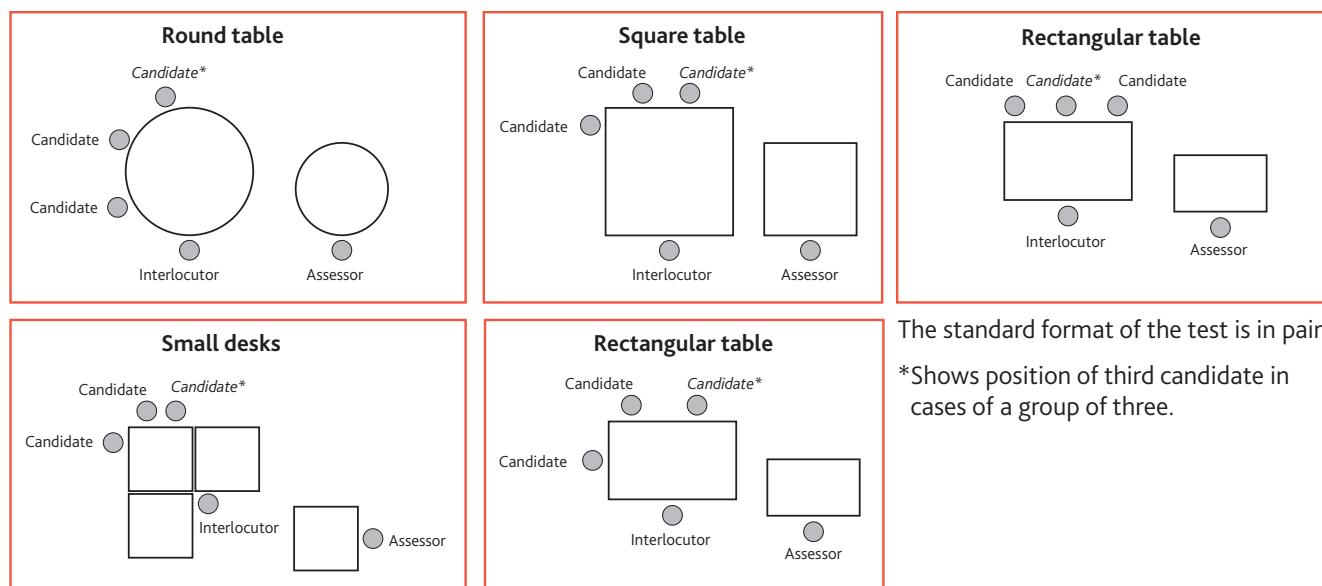 Round table
Candidate*
Candidate
Candidate
Interlocutor
Assessor
Square table
Candidate
Candidate*
Candidate
Interlocutor
Assessor
Rectangular table
Candidate
Candidate*
Candidate
Interlocutor
Assessor
Small desks
Candidate
Candidate*
Candidate
Interlocutor
Assessor
Rectangular table
Candidate
Candidate*
Candidate
Interlocutor
Assessor
The standard format of the test is in pair
*Shows position of third candidate in
cases of a group of three.